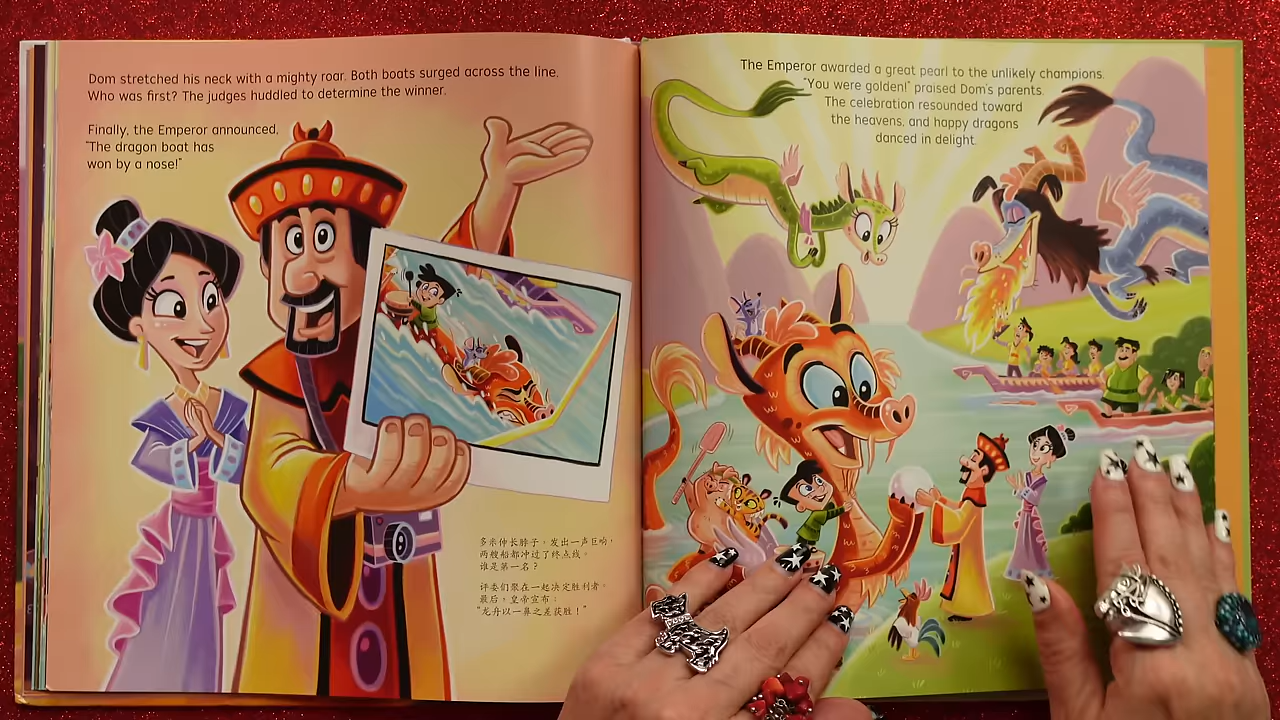 Dom stretched his neck with a mighty roar. Both boats surged across the line.
Who was first? The judges huddled to determine the winner.
Finally, the Emperor announced,
"The dragon boat has
won by a nose!"
多米伸长脖子，发出一声巨响，
两艘船都冲过了终点线。
谁是第一名？
评委们聚在一起决定胜利者。
最后，皇帝宣布：
"龙舟以一鼻之差获胜！"
The Emperor awarded a great pearl to the unlikely champions.
"You were golden!" praised Dom's parents.
The celebration resounded toward
the heavens, and happy dragons
danced in delight.